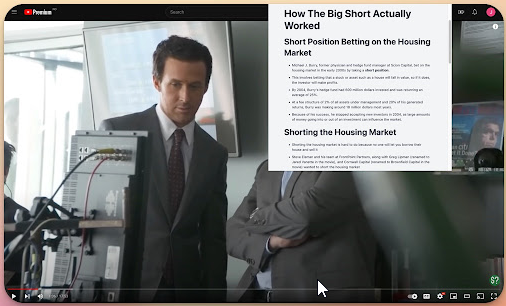 Premium
Search
How The Big Short Actually
Worked
Short Position Betting on the Housing
Market
Michael J. Burry, former physician and hedge fund manager at Scion Capital, bet on the
housing market in the early 2000s by taking a short position.
This involves betting that a stock or asset such as a house will fall in value, so if it does,
the investor will make profits.
By 2004, Burry's hedge fund had 600 million dollars invested and was returning an
average of 25%.
At a fee structure of 2% of all assets under management and 20% of the generated
returns, Burry was making around 10 million dollars most years.
Because of his success, he stopped accepting new investors in 2004, as large amounts
of money going into or out of an investment can influence the market.
Shorting the Housing Market
Shorting the housing market is hard to do because no one will let you borrow their
house and sell it.
Steve Eisman and his team at FrontPoint Partners, along with Greg Lipman (renamed to
Jared Vennett in the movie), and Cornwall Capital (renamed to Brownfield Capital in the
movie) wanted to short the housing market